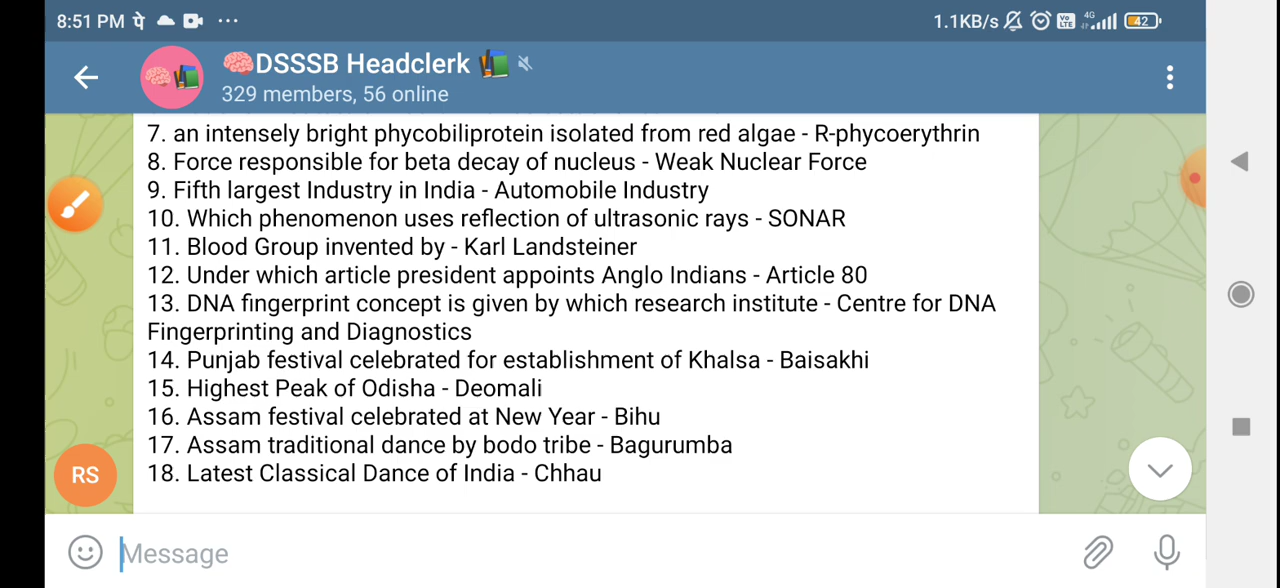 8:51 PM पे ...
1.1KB/s Vo LTE 4G 42
DSSSB Headclerk
329 members, 56 online
7. an intensely bright phycobiliprotein isolated from red algae - R-phycoerythrin
8. Force responsible for beta decay of nucleus - Weak Nuclear Force
9. Fifth largest Industry in India - Automobile Industry
10. Which phenomenon uses reflection of ultrasonic rays - SONAR
11. Blood Group invented by - Karl Landsteiner
12. Under which article president appoints Anglo Indians - Article 80
13. DNA fingerprint concept is given by which research institute - Centre for DNA
Fingerprinting and Diagnostics
14. Punjab festival celebrated for establishment of Khalsa - Baisakhi
15. Highest Peak of Odisha - Deomali
16. Assam festival celebrated at New Year - Bihu
17. Assam traditional dance by bodo tribe - Bagurumba
18. Latest Classical Dance of India - Chhau
RS
Message